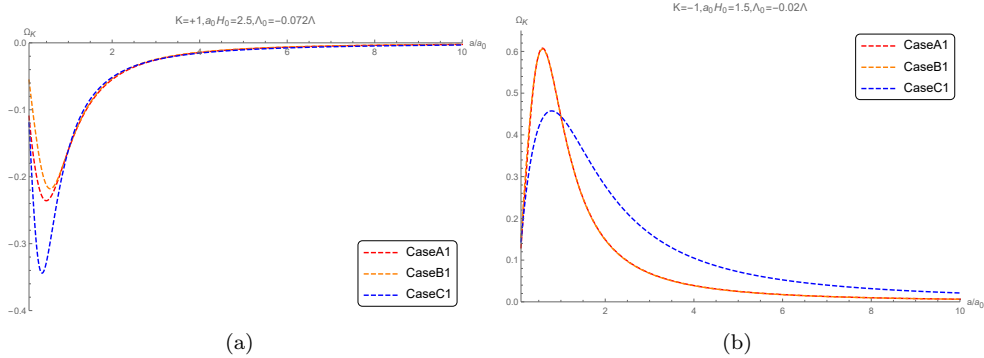 K=+1,a₀H₀=2.5,Λ₀=−0.072Λ
Ω_K
a/a₀
0.0
−0.1
−0.2
−0.3
−0.4
2
4
6
8
10
CaseA1
CaseB1
CaseC1
(a)
K=−1,a₀H₀=1.5,Λ₀=−0.02Λ
Ω_K
0.6
0.5
0.4
0.3
0.2
0.1
0.0
2
4
6
8
10
a/a₀
CaseA1
CaseB1
CaseC1
(b)